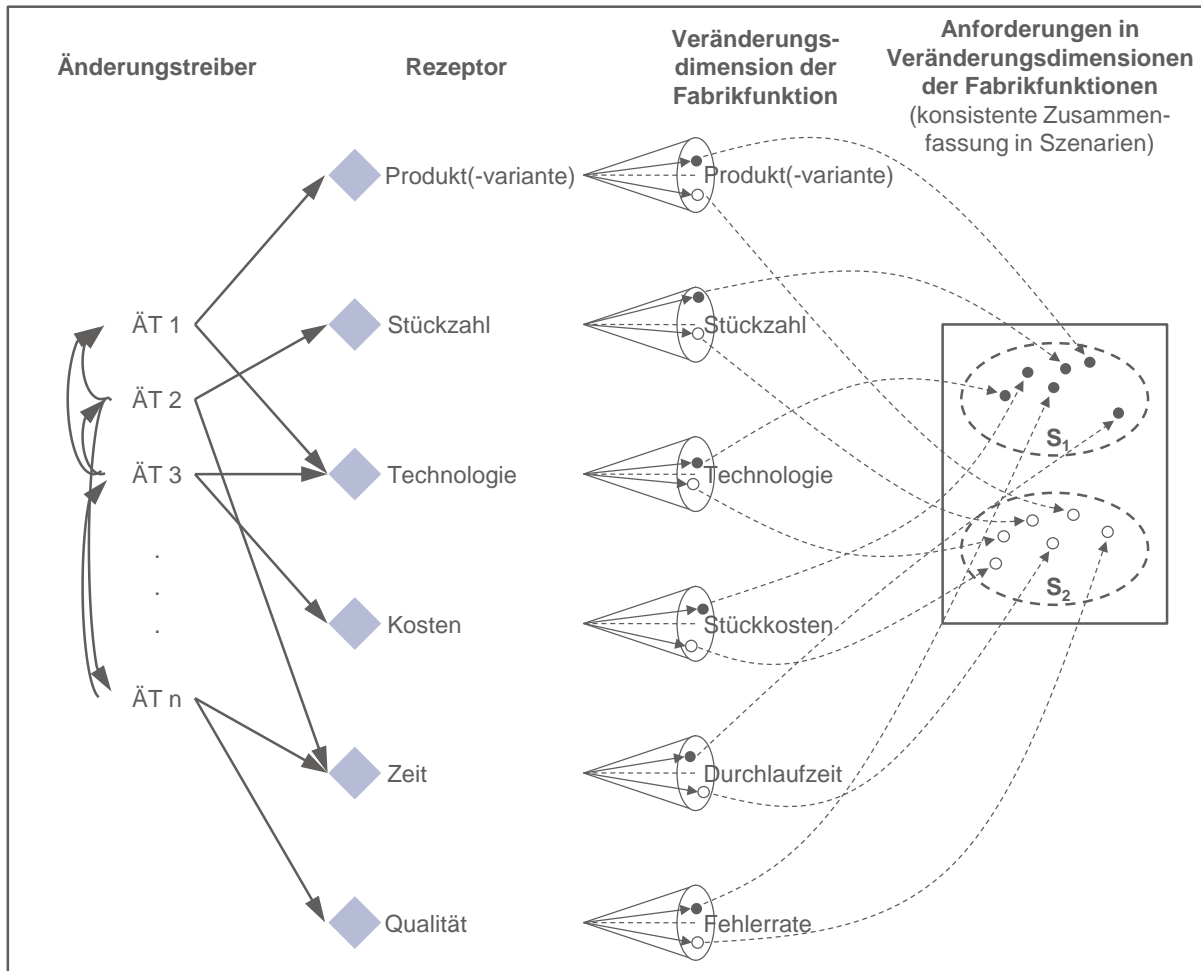 Änderungstreiber
Rezeptor
Veränderungs-
dimension der
Fabrikfunktion
Anforderungen in
Veränderungsdimensionen
der Fabrikfunktionen
(konsistente Zusammen-
fassung in Szenarien)
Produkt(-variante)
Produkt(-variante)
ÄT 1
Stückzahl
Stückzahl
ÄT 2
S1
ÄT 3
Technologie
Technologie
.
.
.
S2
Kosten
Stückkosten
ÄT n
Zeit
Durchlaufzeit
Qualität
Fehlerrate